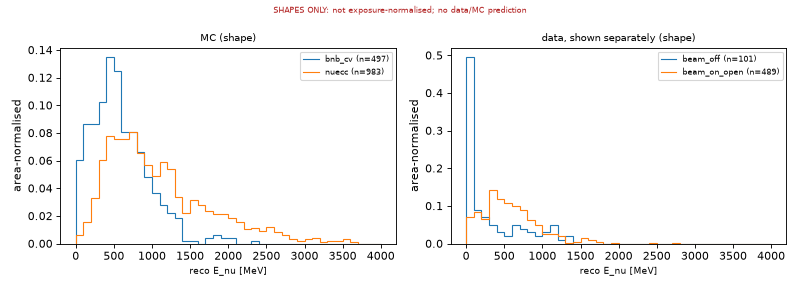 SHAPES ONLY: not exposure-normalised; no data/MC prediction
MC (shape)
data, shown separately (shape)
bnb_cv (n=497)
nuecc (n=983)
beam_off (n=101)
beam_on_open (n=489)
area-normalised
0.14
0.12
0.10
0.08
0.06
0.04
0.02
0.00
0 500 1000 1500 2000 2500 3000 3500 4000
reco E_nu [MeV]
area-normalised
0.5
0.4
0.3
0.2
0.1
0.0
0 500 1000 1500 2000 2500 3000 3500 4000
reco E_nu [MeV]